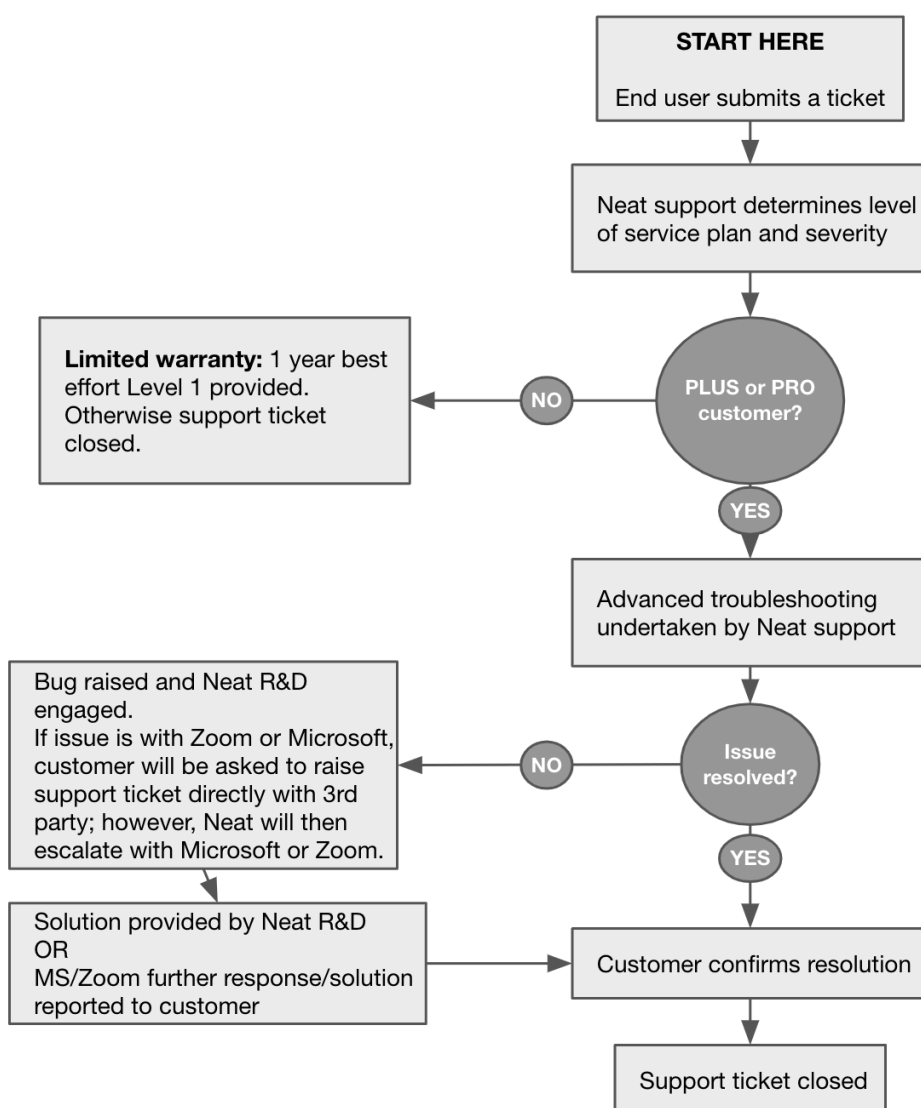 START HERE
End user submits a ticket
Neat support determines level
of service plan and severity
PLUS or PRO
customer?
NO
Limited warranty: 1 year best
effort Level 1 provided.
Otherwise support ticket
closed.
YES
Advanced troubleshooting
undertaken by Neat support
Issue
resolved?
NO
Bug raised and Neat R&D
engaged.
If issue is with Zoom or Microsoft,
customer will be asked to raise
support ticket directly with 3rd
party; however, Neat will then
escalate with Microsoft or Zoom.
Solution provided by Neat R&D
OR
MS/Zoom further response/solution
reported to customer
YES
Customer confirms resolution
Support ticket closed